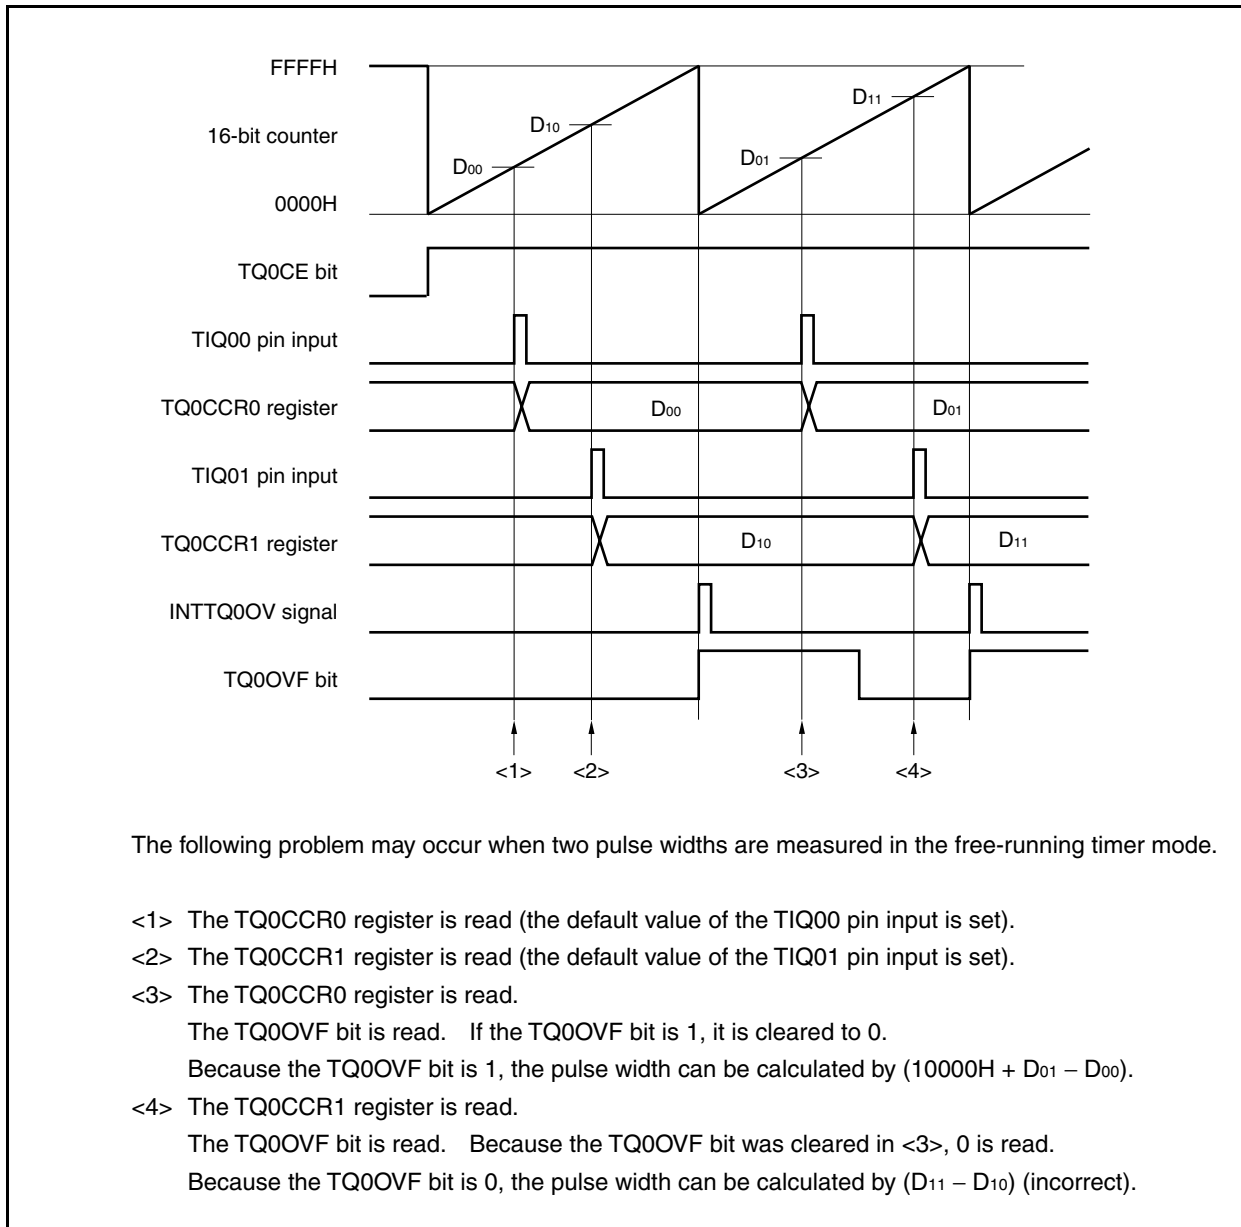 FFFFH
D11
D10
16-bit counter
D00
D01
0000H
TQ0CE bit
TIQ00 pin input
TQ0CCR0 register
D00
D01
TIQ01 pin input
TQ0CCR1 register
D10
D11
INTTQ0OV signal
TQ0OVF bit
<1> <2> <3> <4>
The following problem may occur when two pulse widths are measured in the free-running timer mode.
<1> The TQ0CCR0 register is read (the default value of the TIQ00 pin input is set).
<2> The TQ0CCR1 register is read (the default value of the TIQ01 pin input is set).
<3> The TQ0CCR0 register is read.
The TQ0OVF bit is read. If the TQ0OVF bit is 1, it is cleared to 0.
Because the TQ0OVF bit is 1, the pulse width can be calculated by (10000H + D01 − D00).
<4> The TQ0CCR1 register is read.
The TQ0OVF bit is read. Because the TQ0OVF bit was cleared in <3>, 0 is read.
Because the TQ0OVF bit is 0, the pulse width can be calculated by (D11 − D10) (incorrect).